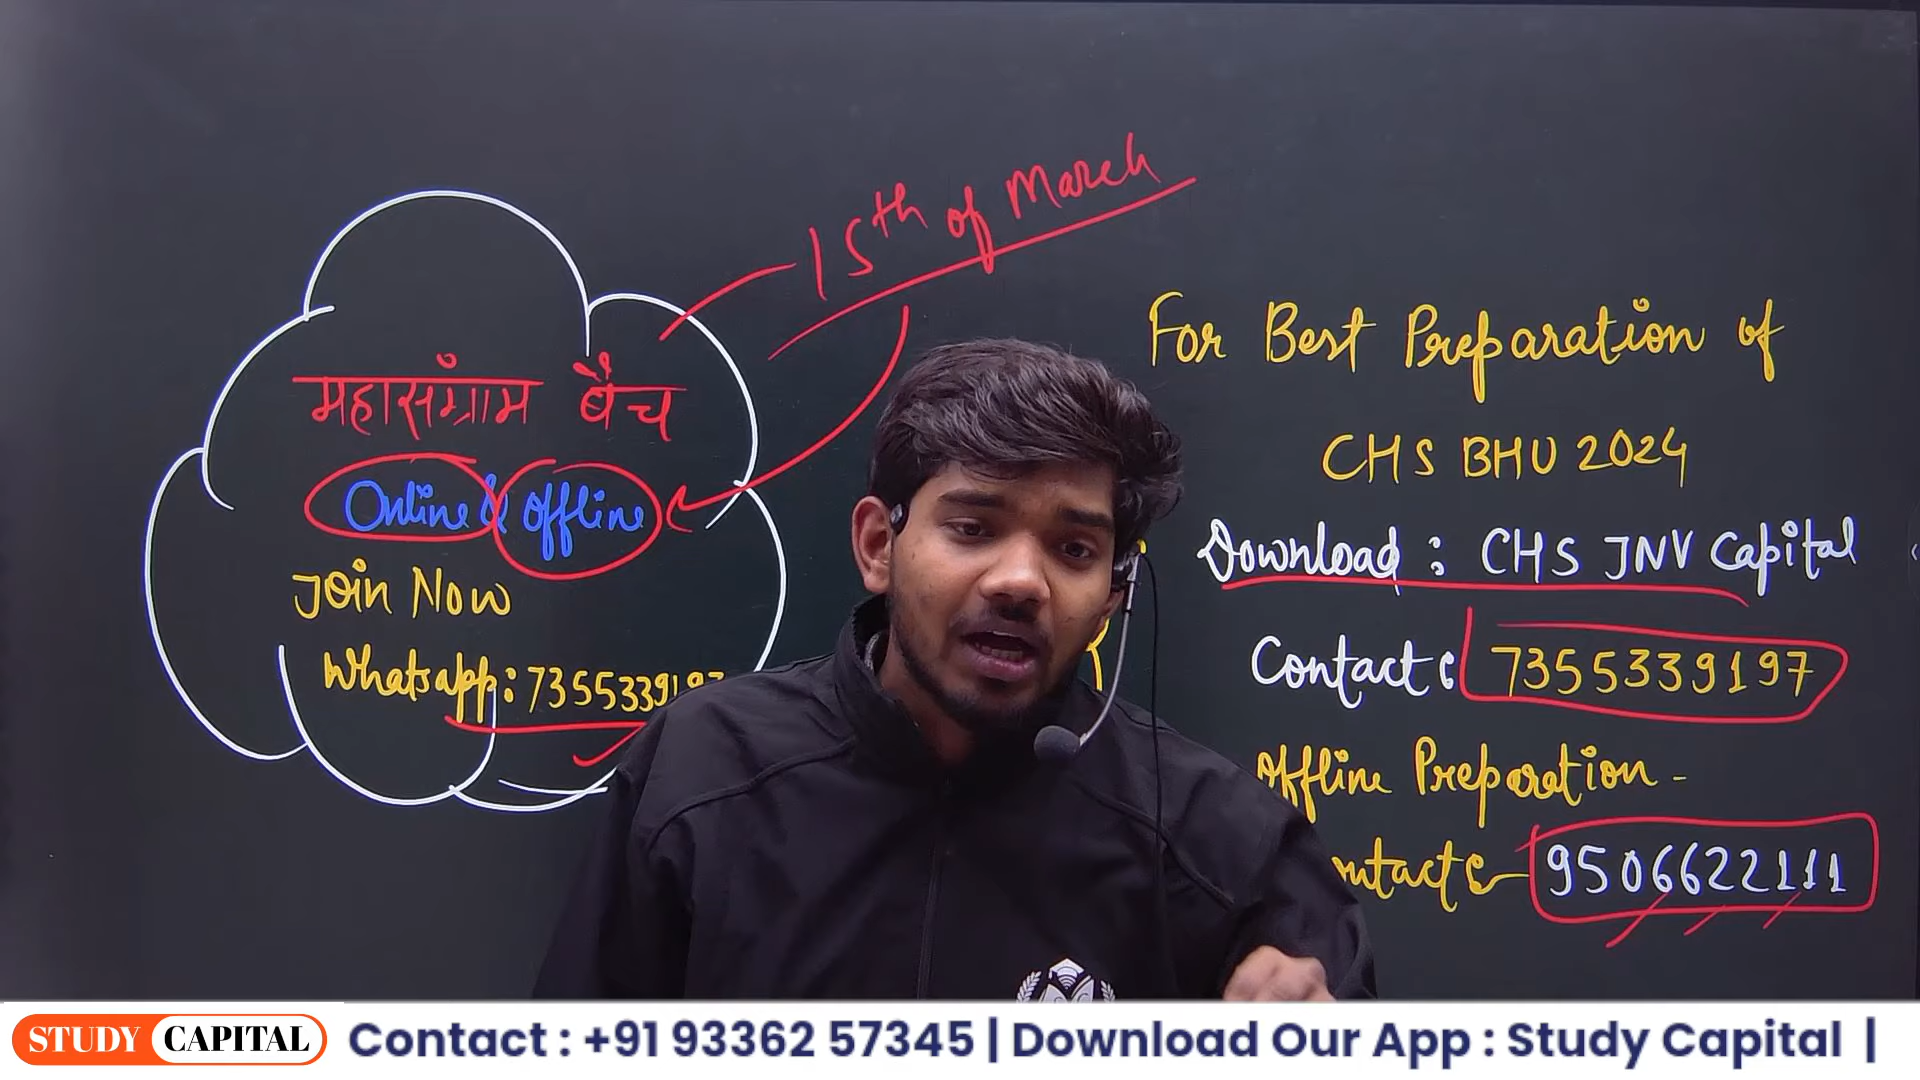 15th of March
महासंग्राम बैच
Online & offline
Join Now
Whatsapp: 7355339197
For Best Preparation of
CHS BHU 2024
Download: CHS JNV Capital
Contact: 7355339197
Offline Preparation -
9506622111
STUDY CAPITAL Contact : +91 93362 57345 | Download Our App : Study Capital |